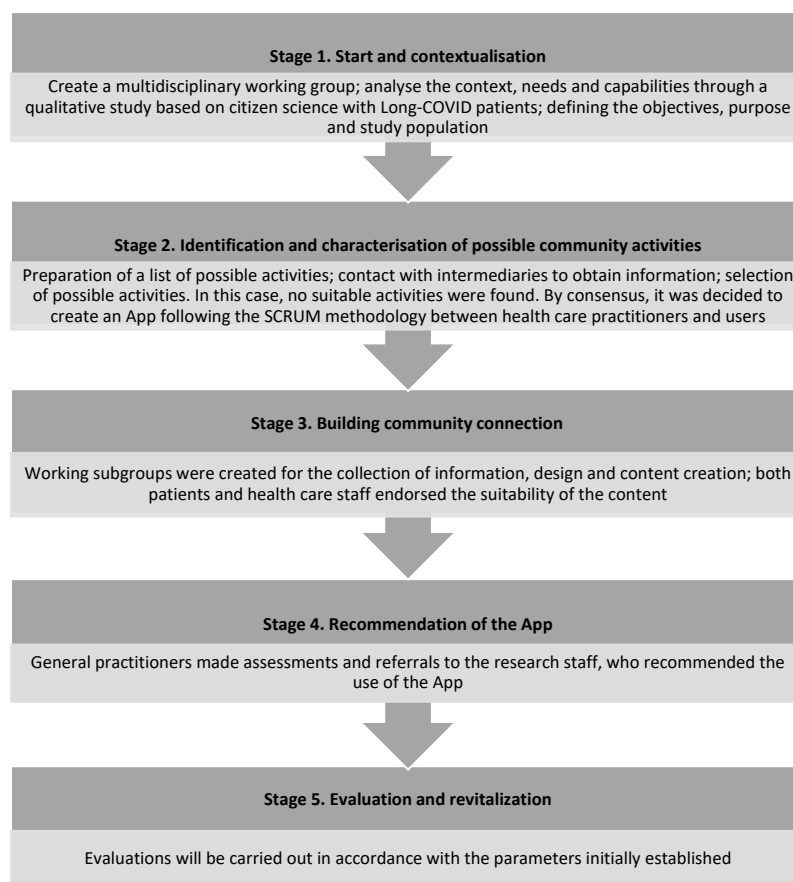 Stage 1. Start and contextualisation
Create a multidisciplinary working group; analyse the context, needs and capabilities through a
qualitative study based on citizen science with Long-COVID patients; defining the objectives, purpose
and study population
Stage 2. Identification and characterisation of possible community activities
Preparation of a list of possible activities; contact with intermediaries to obtain information; selection
of possible activities. In this case, no suitable activities were found. By consensus, it was decided to
create an App following the SCRUM methodology between health care practitioners and users
Stage 3. Building community connection
Working subgroups were created for the collection of information, design and content creation; both
patients and health care staff endorsed the suitability of the content
Stage 4. Recommendation of the App
General practitioners made assessments and referrals to the research staff, who recommended the
use of the App
Stage 5. Evaluation and revitalization
Evaluations will be carried out in accordance with the parameters initially established